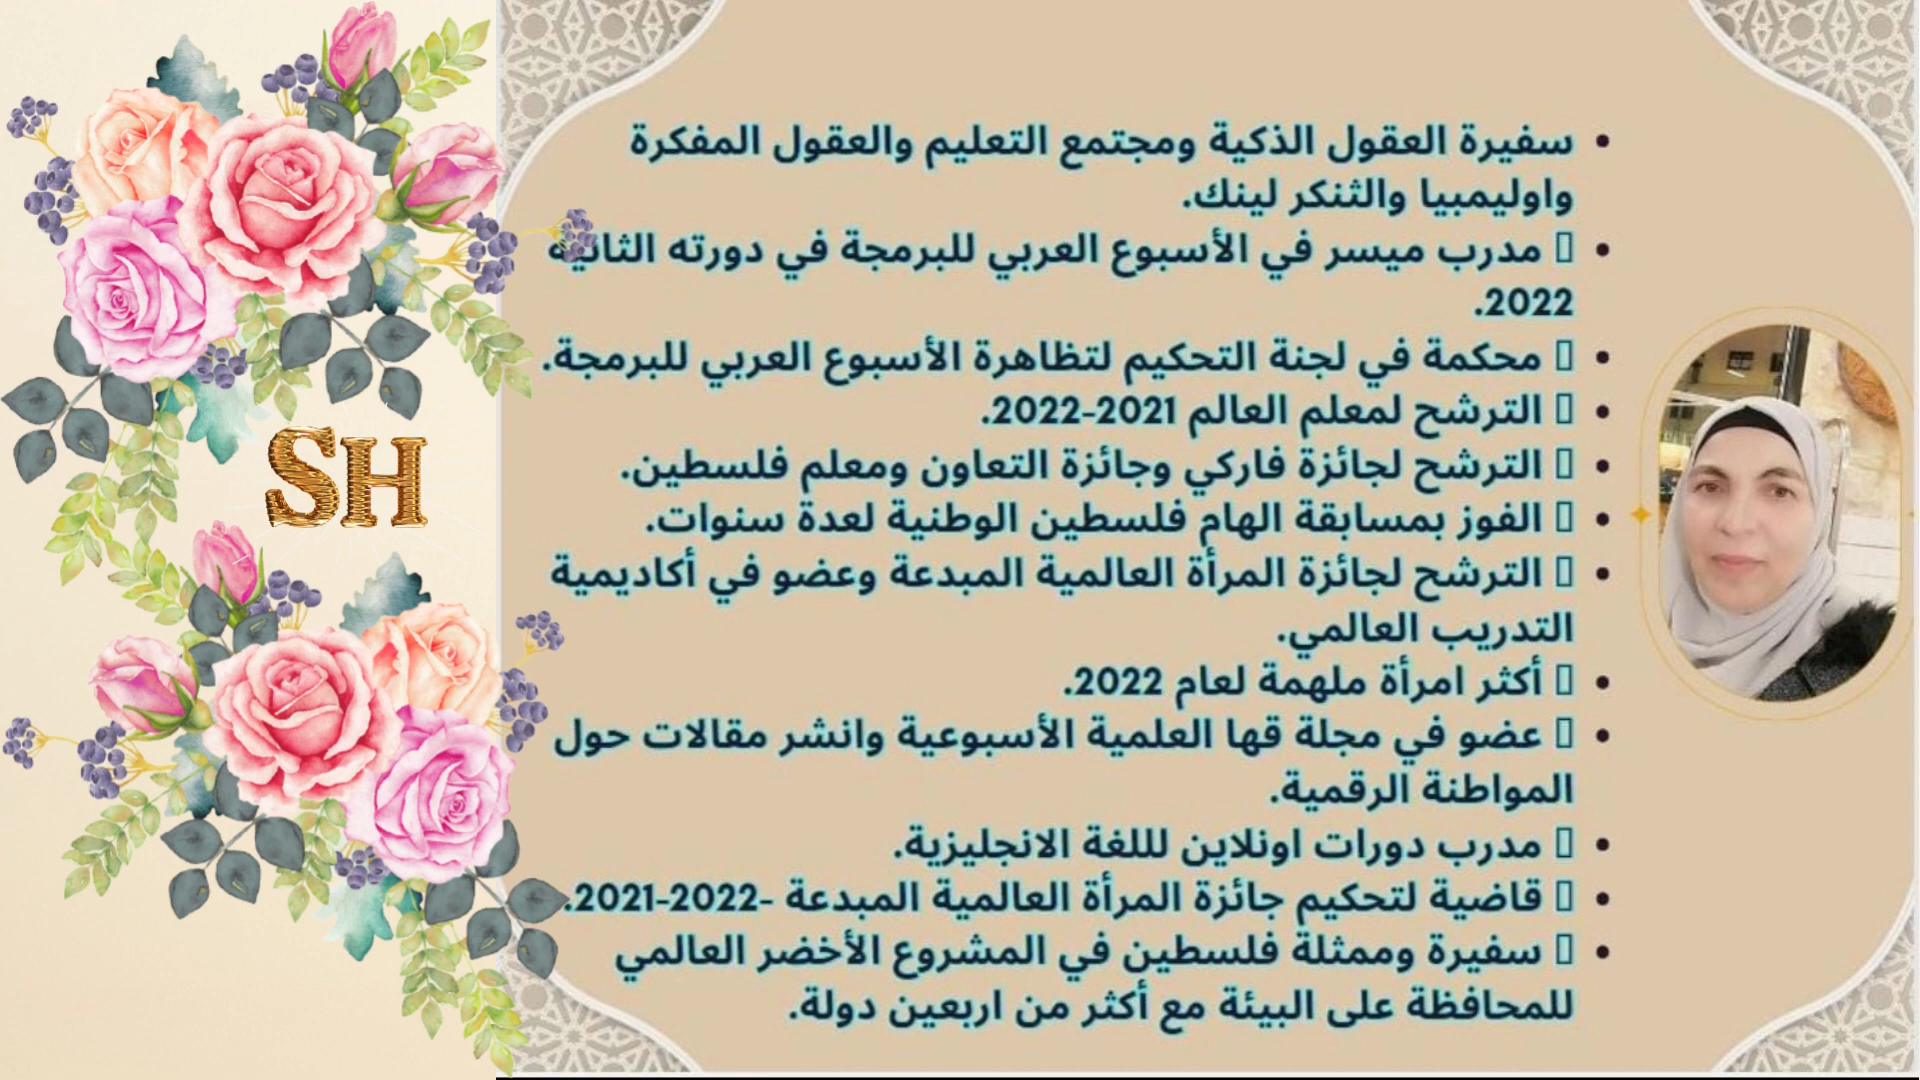 • سفيرة العقول الذكية ومجتمع التعليم والعقول المفكرة
واوليمبيا والثنكر لينك.
• مدرب ميسر في الأسبوع العربي للبرمجة في دورته الثانية
2022.
• محكمة في لجنة التحكيم لتظاهرة الأسبوع العربي للبرمجة.
• الترشح لمعلم العالم 2021-2022.
• الترشح لجائزة فاركي وجائزة التعاون ومعلم فلسطين.
• الفوز بمسابقة الهام فلسطين الوطنية لعدة سنوات.
• الترشح لجائزة المرأة العالمية المبدعة وعضو في أكاديمية
التدريب العالمي.
• أكثر امرأة ملهمة لعام 2022.
• عضو في مجلة قها العلمية الأسبوعية وانشر مقالات حول
المواطنة الرقمية.
• مدرب دورات اونلاين لللغة الانجليزية.
• قاضية لتحكيم جائزة المرأة العالمية المبدعة -2022-2021.
• سفيرة وممثلة فلسطين في المشروع الأخضر العالمي
للمحافظة على البيئة مع أكثر من اربعين دولة.
SH